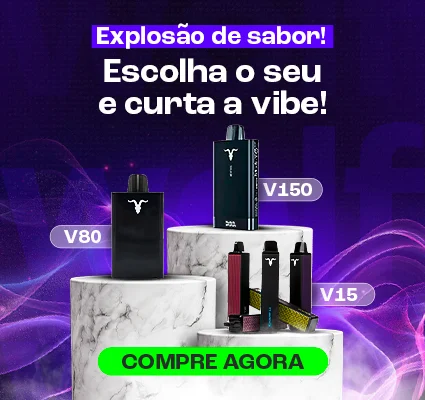 Explosão de sabor!
Escolha o seu
e curta a vibe!
V150
V80
V15
COMPRE AGORA